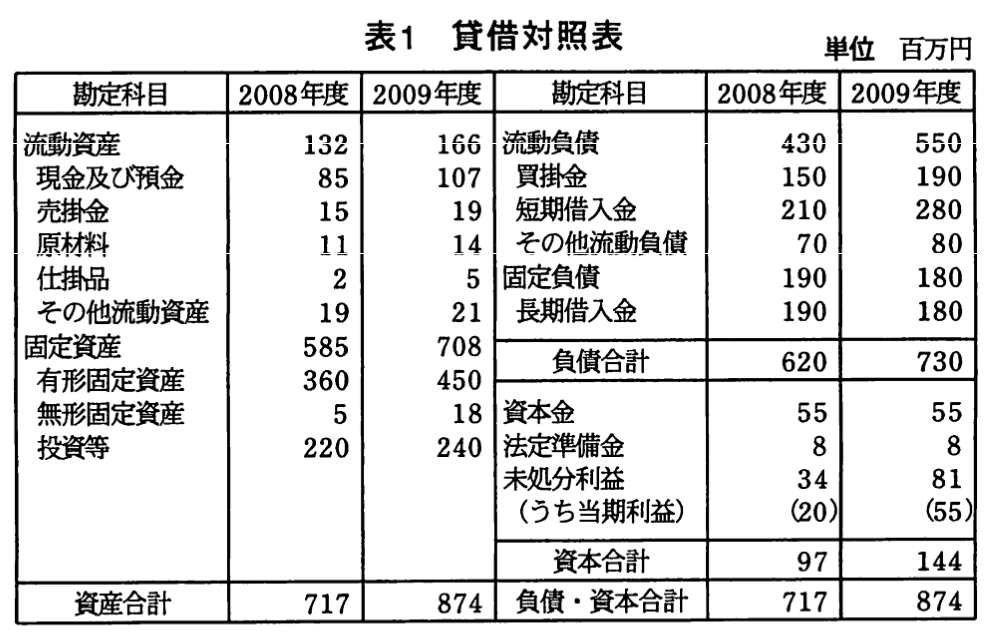 表1 貸借対照表
単位 百万円
勘定科目 2008年度 2009年度 勘定科目 2008年度 2009年度
流動資産 132 166 流動負債 430 550
現金及び預金 85 107 買掛金 150 190
売掛金 15 19 短期借入金 210 280
原材料 11 14 その他流動負債 70 80
仕掛品 2 5 固定負債 190 180
その他流動資産 19 21 長期借入金 190 180
固定資産 585 708
負債合計 620 730
有形固定資産 360 450
無形固定資産 5 18 資本金 55 55
投資等 220 240 法定準備金 8 8
未処分利益 34 81
(うち当期利益) (20) (55)
資本合計 97 144
資産合計 717 874 負債・資本合計 717 874